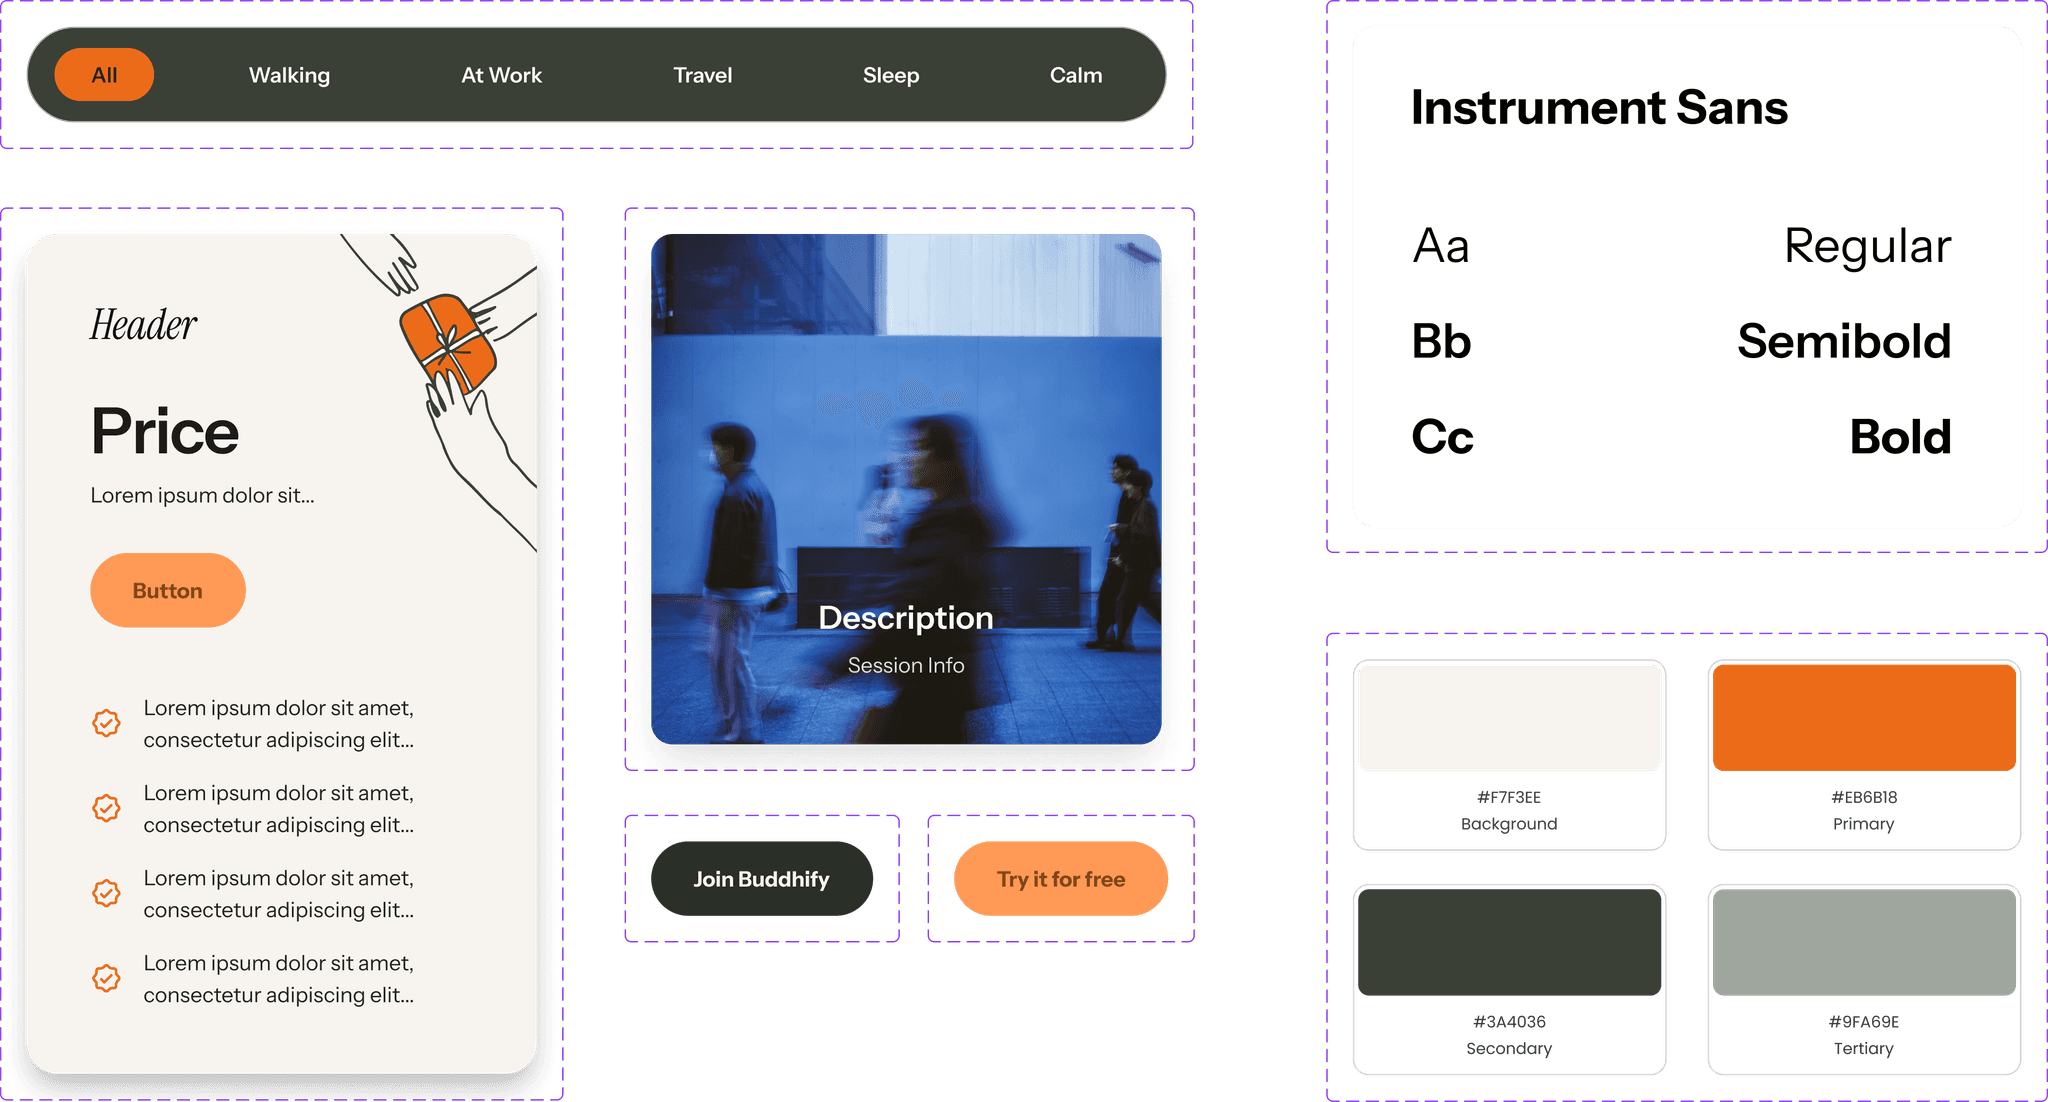 All
Walking
At Work
Travel
Sleep
Calm
Header
Price
Lorem ipsum dolor sit...
Button
Lorem ipsum dolor sit amet,
consectetur adipiscing elit...
Lorem ipsum dolor sit amet,
consectetur adipiscing elit...
Lorem ipsum dolor sit amet,
consectetur adipiscing elit...
Lorem ipsum dolor sit amet,
consectetur adipiscing elit...
Description
Session Info
Join Buddhify
Try it for free
Instrument Sans
Aa
Regular
Bb
Semibold
Cc
Bold
#F7F3EE
Background
#EB6B18
Primary
#3A4036
Secondary
#9FA69E
Tertiary